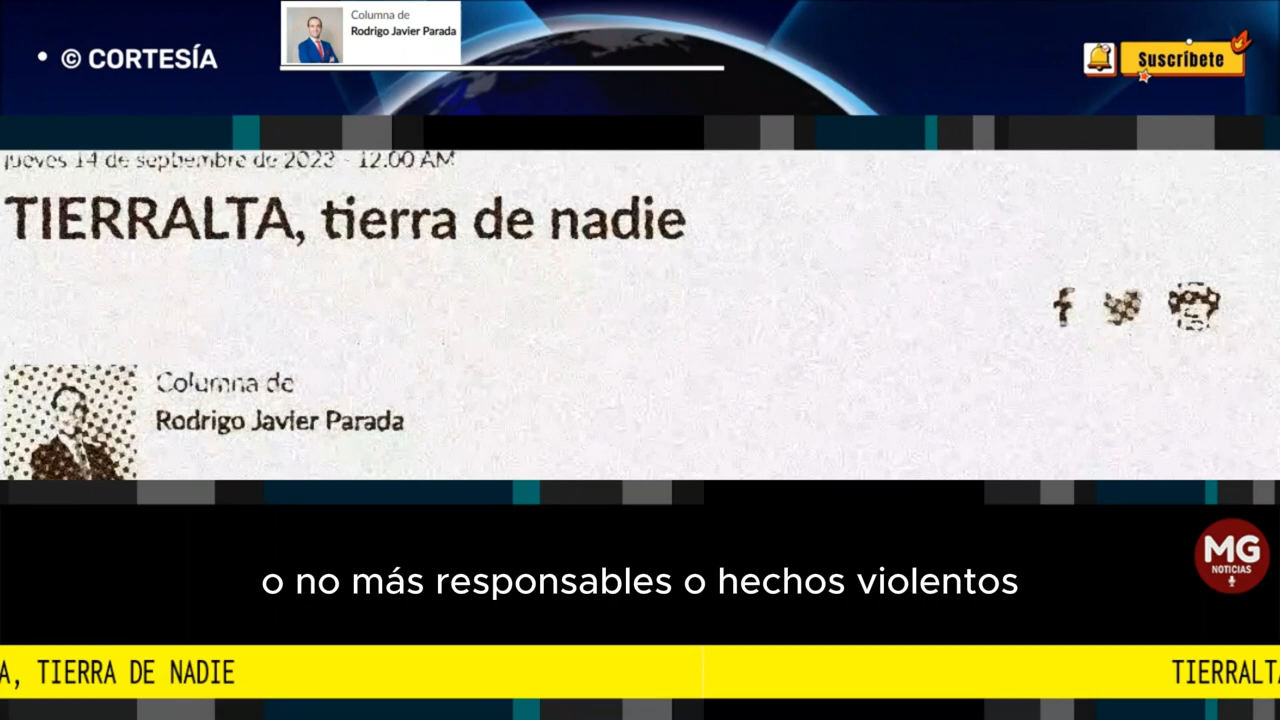 Columna de
Rodrigo Javier Parada
• © CORTESÍA
Suscríbete
jueves 14 de septiembre de 2023 - 12:00 AM
TIERRALTA, tierra de nadie
Columna de
Rodrigo Javier Parada
MG
NOTICIAS
o no más responsables o hechos violentos
A, TIERRA DE NADIE
TIERRALTA